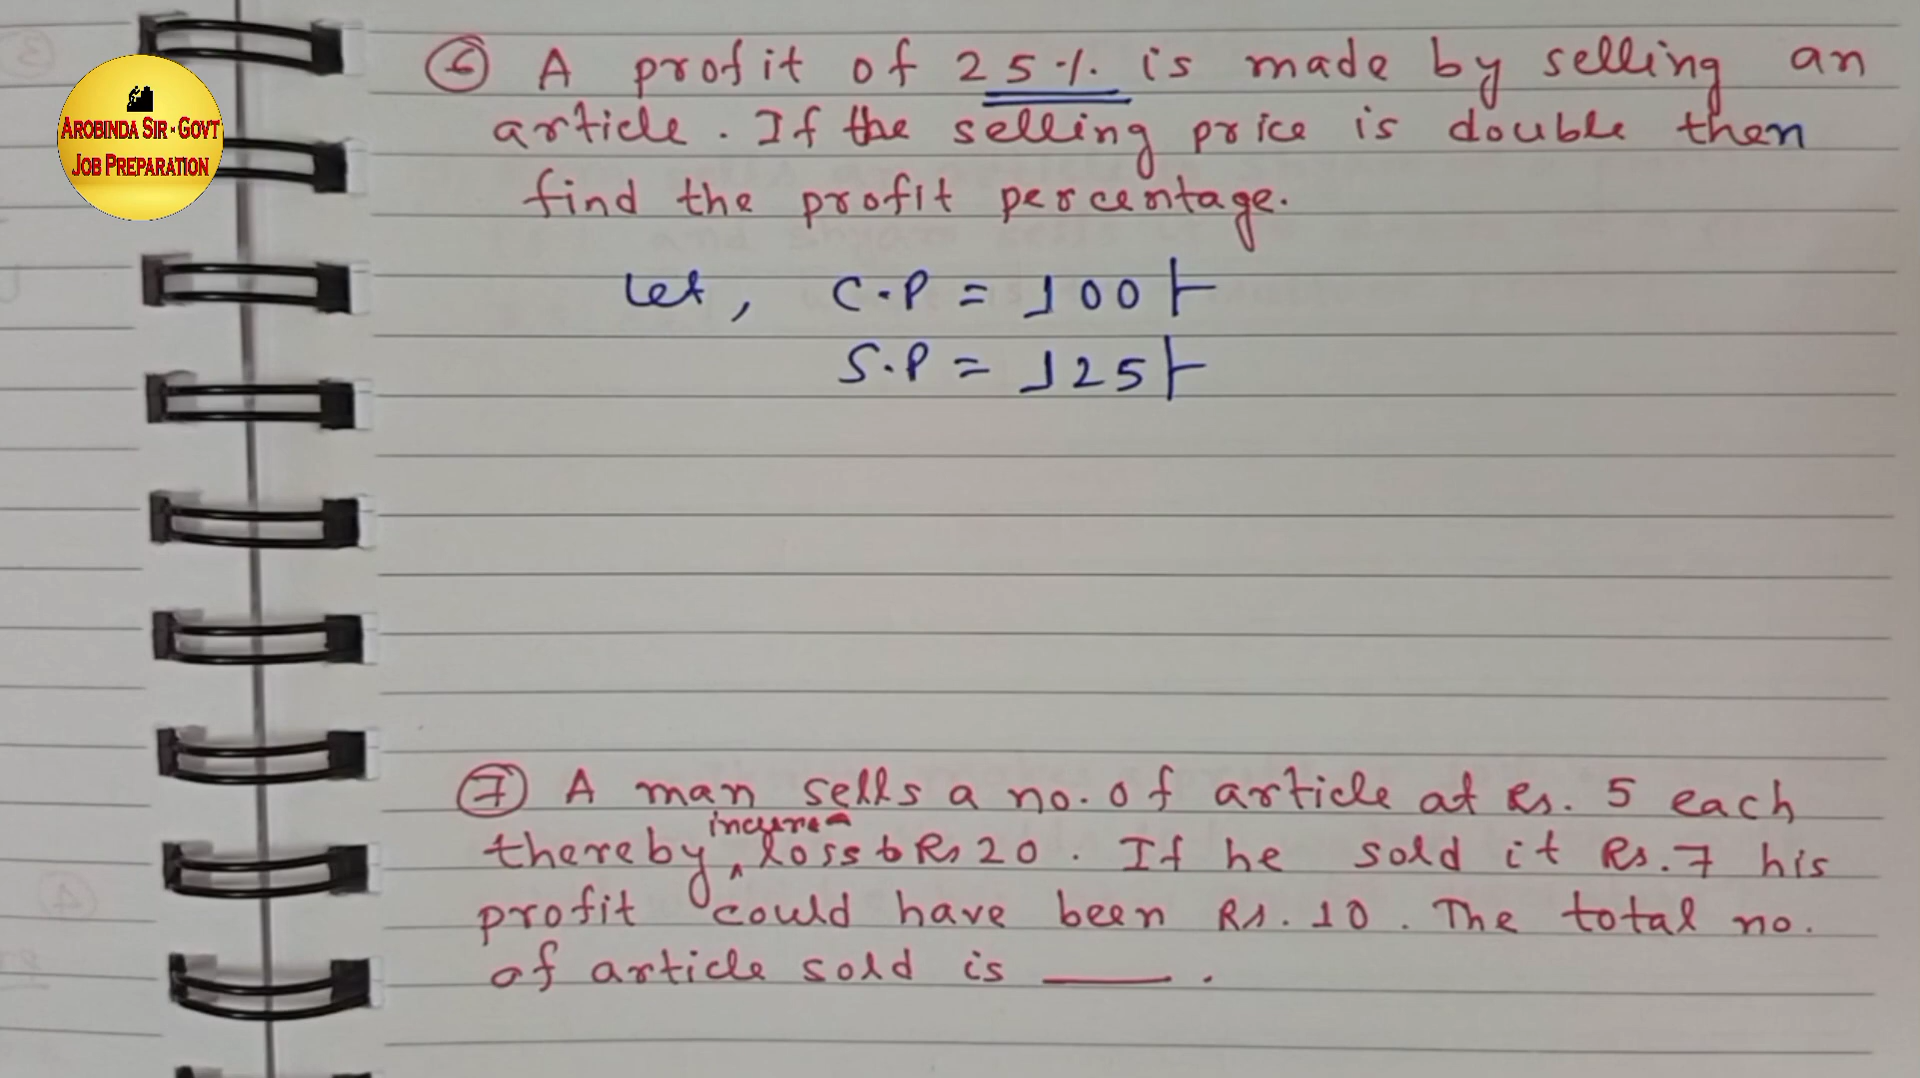 AROBINDA SIR - GOVT
JOB PREPARATION
⑥ A profit of 25% is made by selling an
article. If the selling price is double then
find the profit percentage.
Let, C.P = 100/-
S.P = 125/-
⑦ A man sells a no. of article at Rs. 5 each
incures
thereby ^ loss Rs 20. If he sold it Rs. 7 his
profit could have been Rs. 10. The total no.
of article sold is ____.